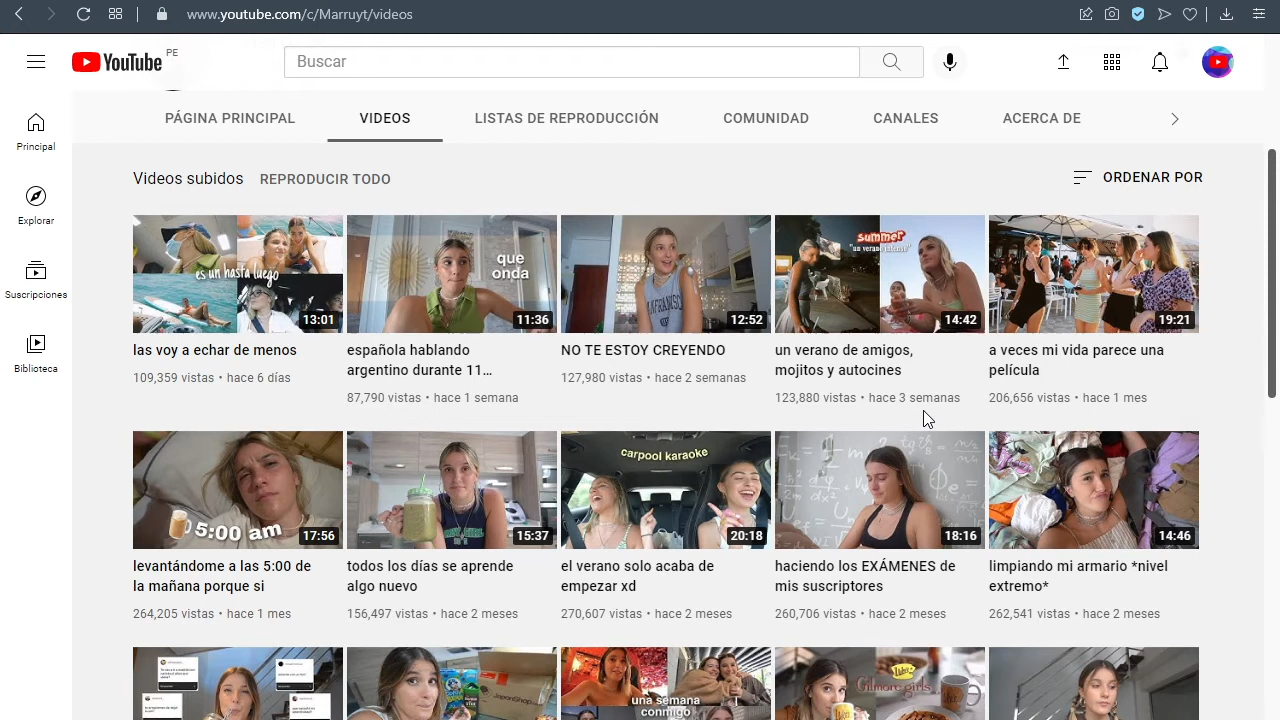 www.youtube.com/c/Marruyt/videos
YouTube PE
Buscar
PÁGINA PRINCIPAL VIDEOS LISTAS DE REPRODUCCIÓN COMUNIDAD CANALES ACERCA DE
Principal
Explorar
Suscripciones
Biblioteca
Videos subidos REPRODUCIR TODO ORDENAR POR
es un hasta luego
13:01
las voy a echar de menos
109,359 vistas • hace 6 días
que
onda
11:36
española hablando
argentino durante 11...
87,790 vistas • hace 1 semana
12:52
NO TE ESTOY CREYENDO
127,980 vistas • hace 2 semanas
summer
14:42
un verano de amigos,
mojitos y autocines
123,880 vistas • hace 3 semanas
19:21
a veces mi vida parece una
película
206,656 vistas • hace 1 mes
5:00 am
17:56
levantándome a las 5:00 de
la mañana porque si
264,205 vistas • hace 1 mes
15:37
todos los días se aprende
algo nuevo
156,497 vistas • hace 2 meses
carpool karaoke
20:18
el verano solo acaba de
empezar xd
270,607 vistas • hace 2 meses
18:16
haciendo los EXÁMENES de
mis suscriptores
260,706 vistas • hace 2 meses
14:46
limpiando mi armario *nivel
extremo*
262,541 vistas • hace 2 meses
una semana
conmigo
Gilmore girls